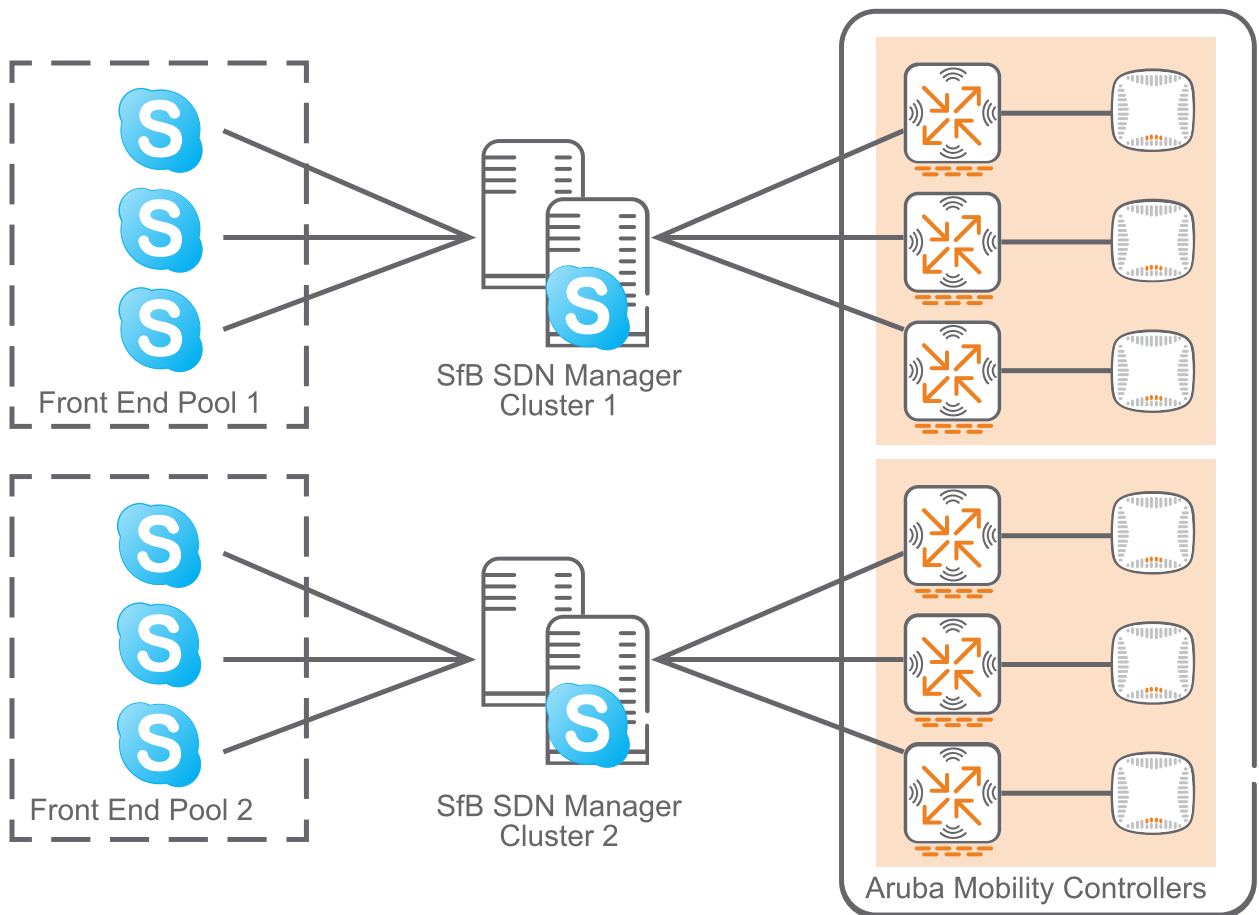 S
S
S
Front End Pool 1
S
SfB SDN Manager
Cluster 1
S
S
S
Front End Pool 2
S
SfB SDN Manager
Cluster 2
Aruba Mobility Controllers